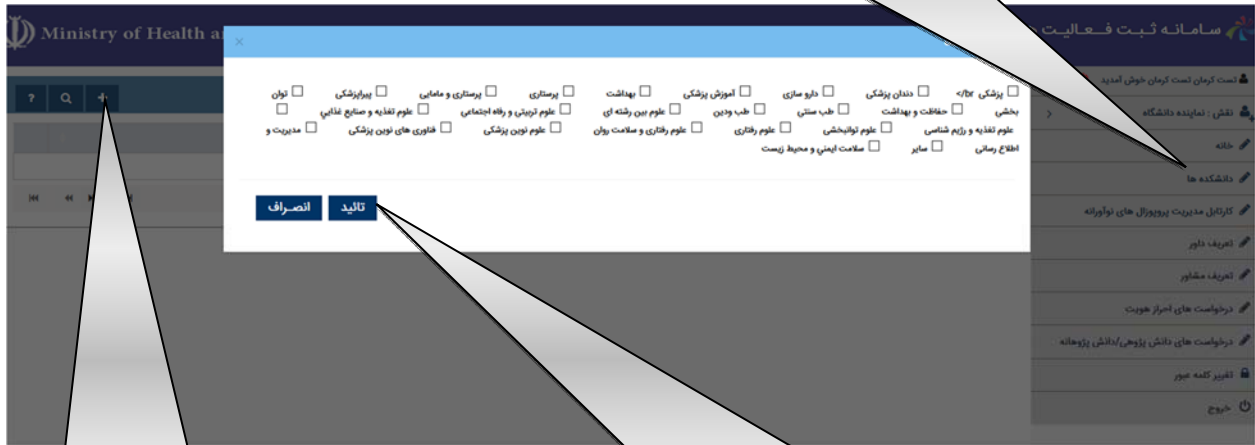 Ministry of Health a
سامانه ثبت فعالیت
×
تست کرمان تست کرمان خوش آمدید
نقش : نماینده دانشگاه
خانه
دانشکده ها
کارتابل مدیریت پروپوزال های نوآورانه
تعریف داور
تعریف مشاور
درخواست های احراز هویت
درخواست های دانش پژوهی/دانش پژوهانه
تغییر کلمه عبور
خروج
? +
پزشکی </br دندان پزشکی دارو سازی آموزش پزشکی بهداشت پرستاری پرستاری و مامایی پیراپزشکی توان
بخشی حفاظت و بهداشت طب سنتی طب ودین علوم بین رشته ای علوم تربیتی و رفاه اجتماعی علوم تغذیه و صنایع غذایي
علوم تغذیه و رژیم شناسی علوم توانبخشی علوم رفتاری علوم رفتاری و سلامت روان علوم نوین پزشکی فناوری های نوین پزشکی مدیریت و
اطلاع رسانی سایر سلامت ایمني و محیط زیست
تائید انصـراف